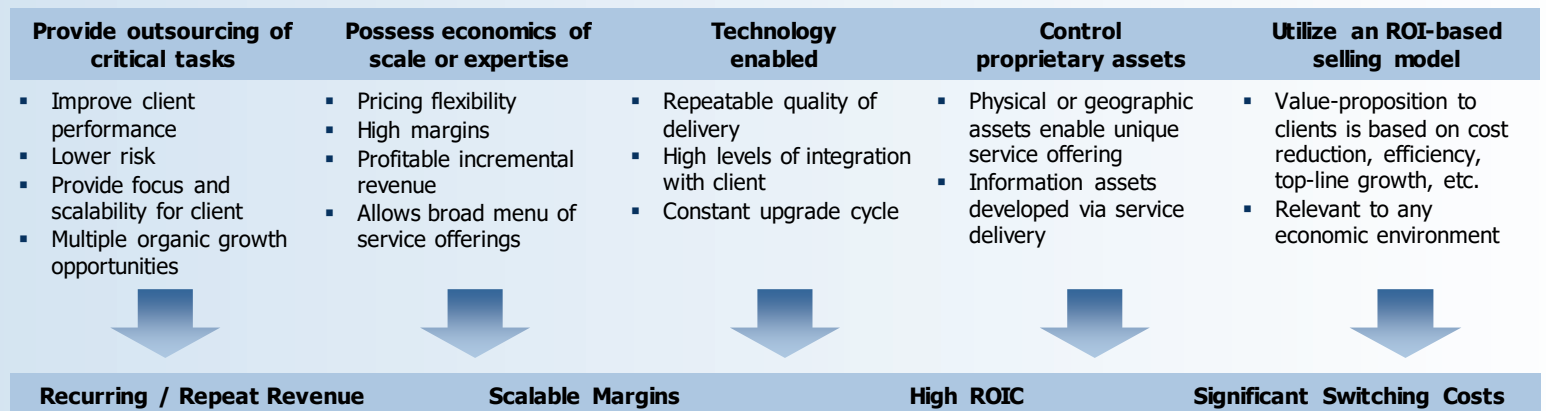 Provide outsourcing of
critical tasks
▪ Improve client
performance
▪ Lower risk
▪ Provide focus and
scalability for client
▪ Multiple organic growth
opportunities
Possess economics of
scale or expertise
▪ Pricing flexibility
▪ High margins
▪ Profitable incremental
revenue
▪ Allows broad menu of
service offerings
Technology
enabled
▪ Repeatable quality of
delivery
▪ High levels of integration
with client
▪ Constant upgrade cycle
Control
proprietary assets
▪ Physical or geographic
assets enable unique
service offering
▪ Information assets
developed via service
delivery
Utilize an ROI-based
selling model
▪ Value-proposition to
clients is based on cost
reduction, efficiency,
top-line growth, etc.
▪ Relevant to any
economic environment
Recurring / Repeat Revenue
Scalable Margins
High ROIC
Significant Switching Costs